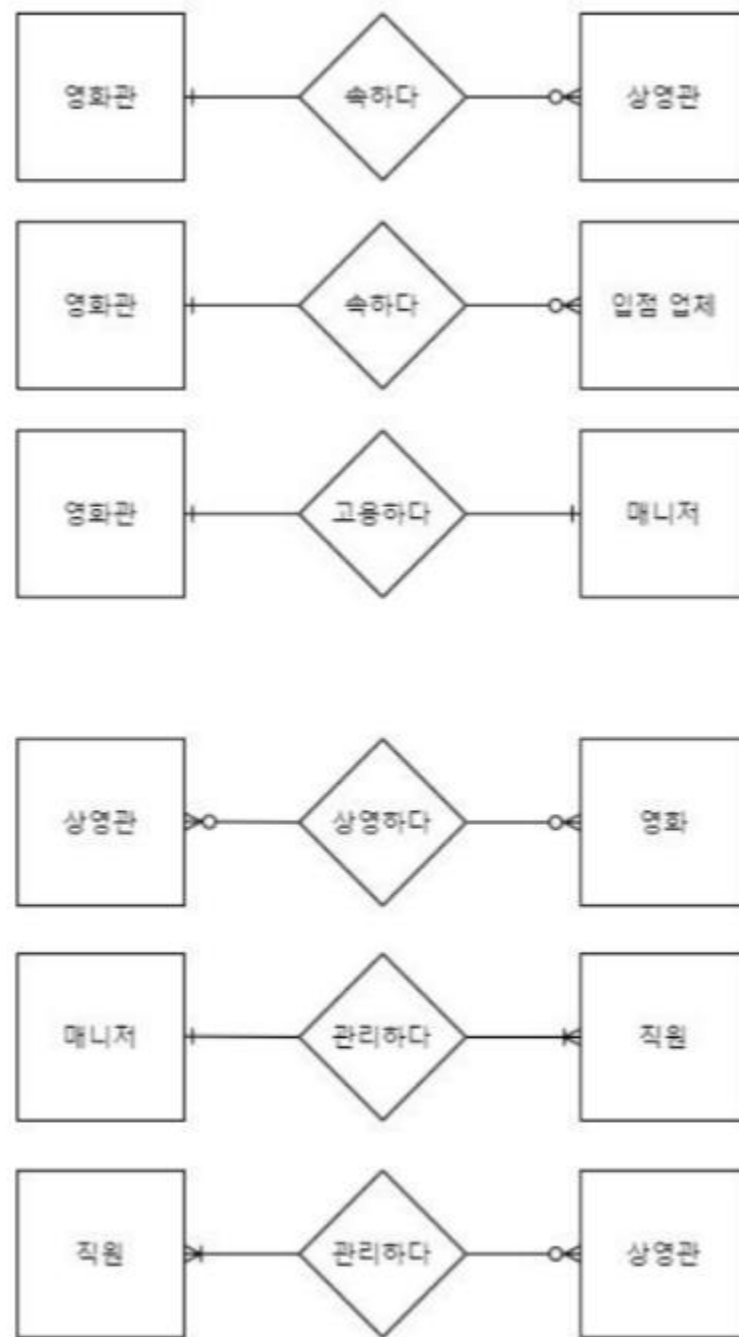 영화관 속하다 상영관
영화관 속하다 입점 업체
영화관 고용하다 매니저
상영관 상영하다 영화
매니저 관리하다 직원
직원 관리하다 상영관